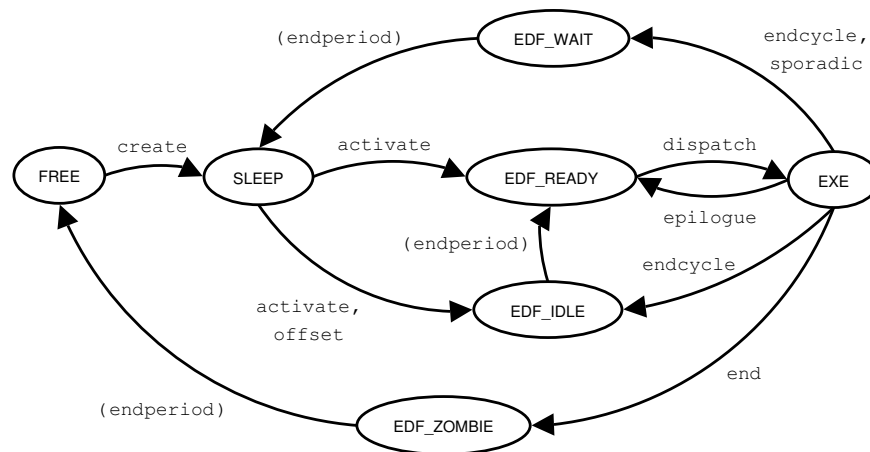 (endperiod)
EDF_WAIT
endcycle,
sporadic
create
activate
dispatch
FREE
SLEEP
EDF_READY
EXE
epilogue
(endperiod)
endcycle
activate,
offset
EDF_IDLE
end
(endperiod)
EDF_ZOMBIE